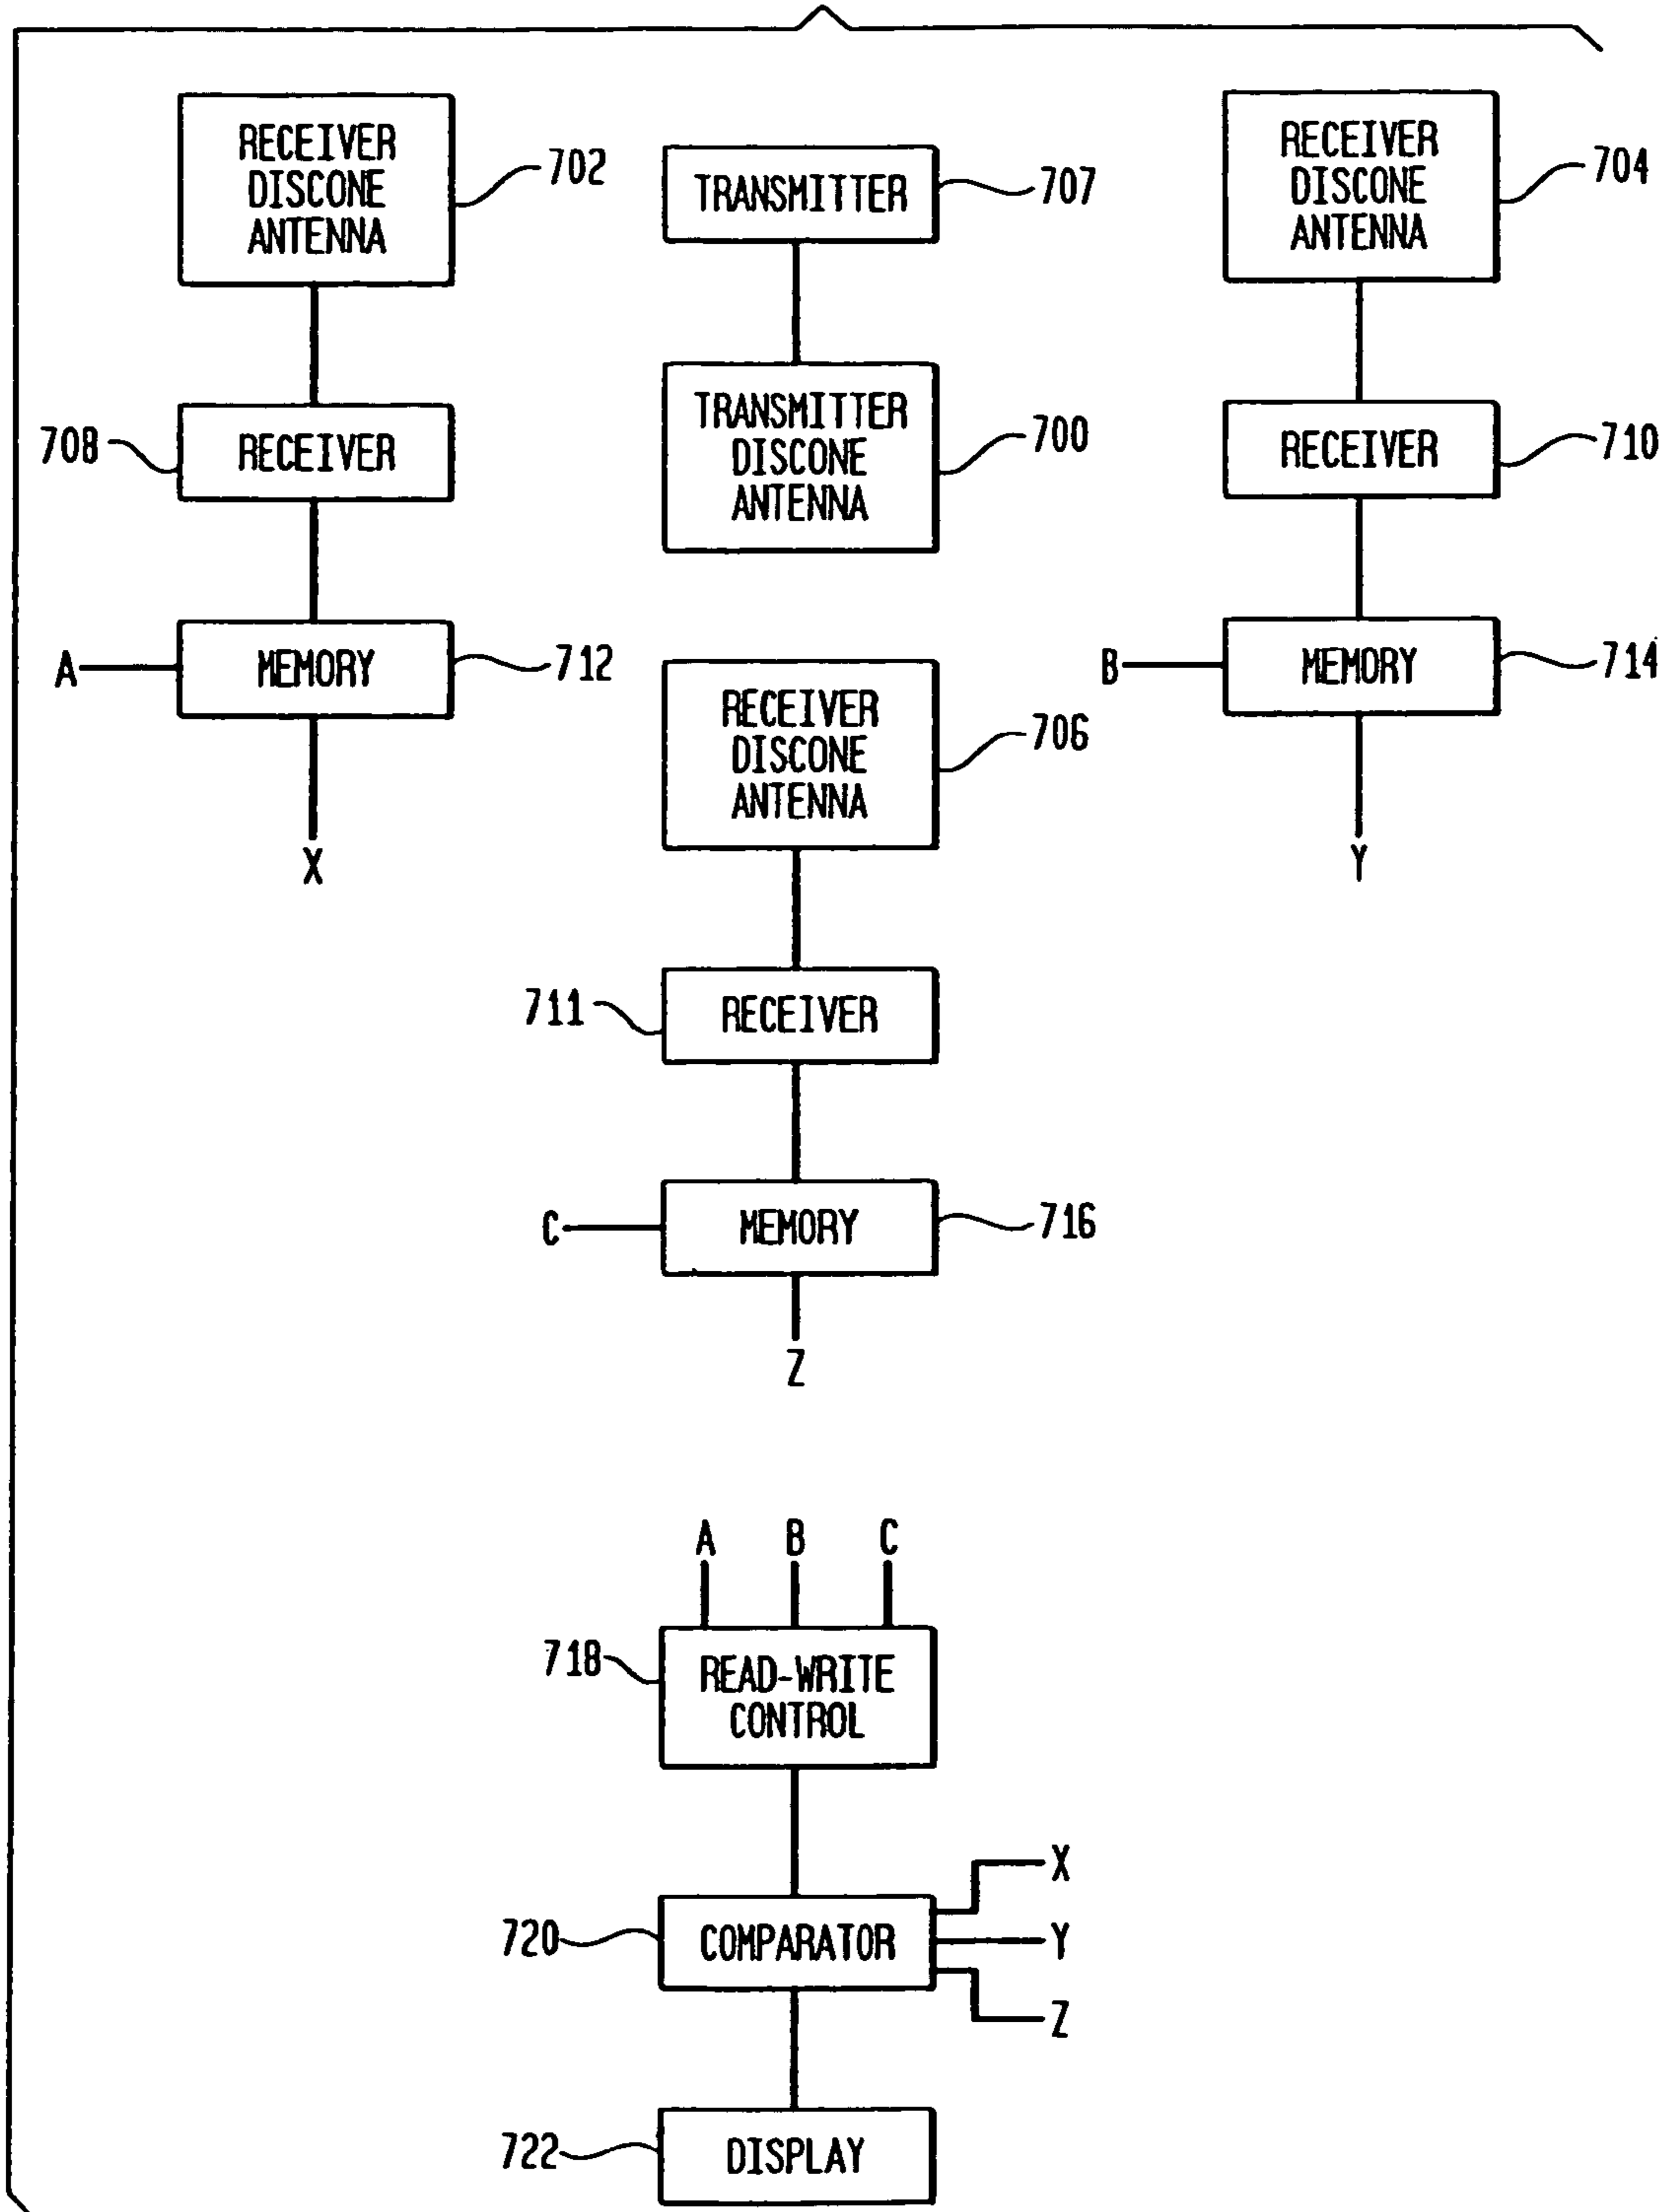 RECEIVER
DISCONE
ANTENNA
702
TRANSMITTER
707
RECEIVER
DISCONE
ANTENNA
704
708
RECEIVER
TRANSMITTER
DISCONE
ANTENNA
700
RECEIVER
710
A
MEMORY
712
X
RECEIVER
DISCONE
ANTENNA
706
B
MEMORY
714
Y
711
RECEIVER
C
MEMORY
716
Z
A B C
718
READ-WRITE
CONTROL
720
COMPARATOR
X
Y
Z
722
DISPLAY